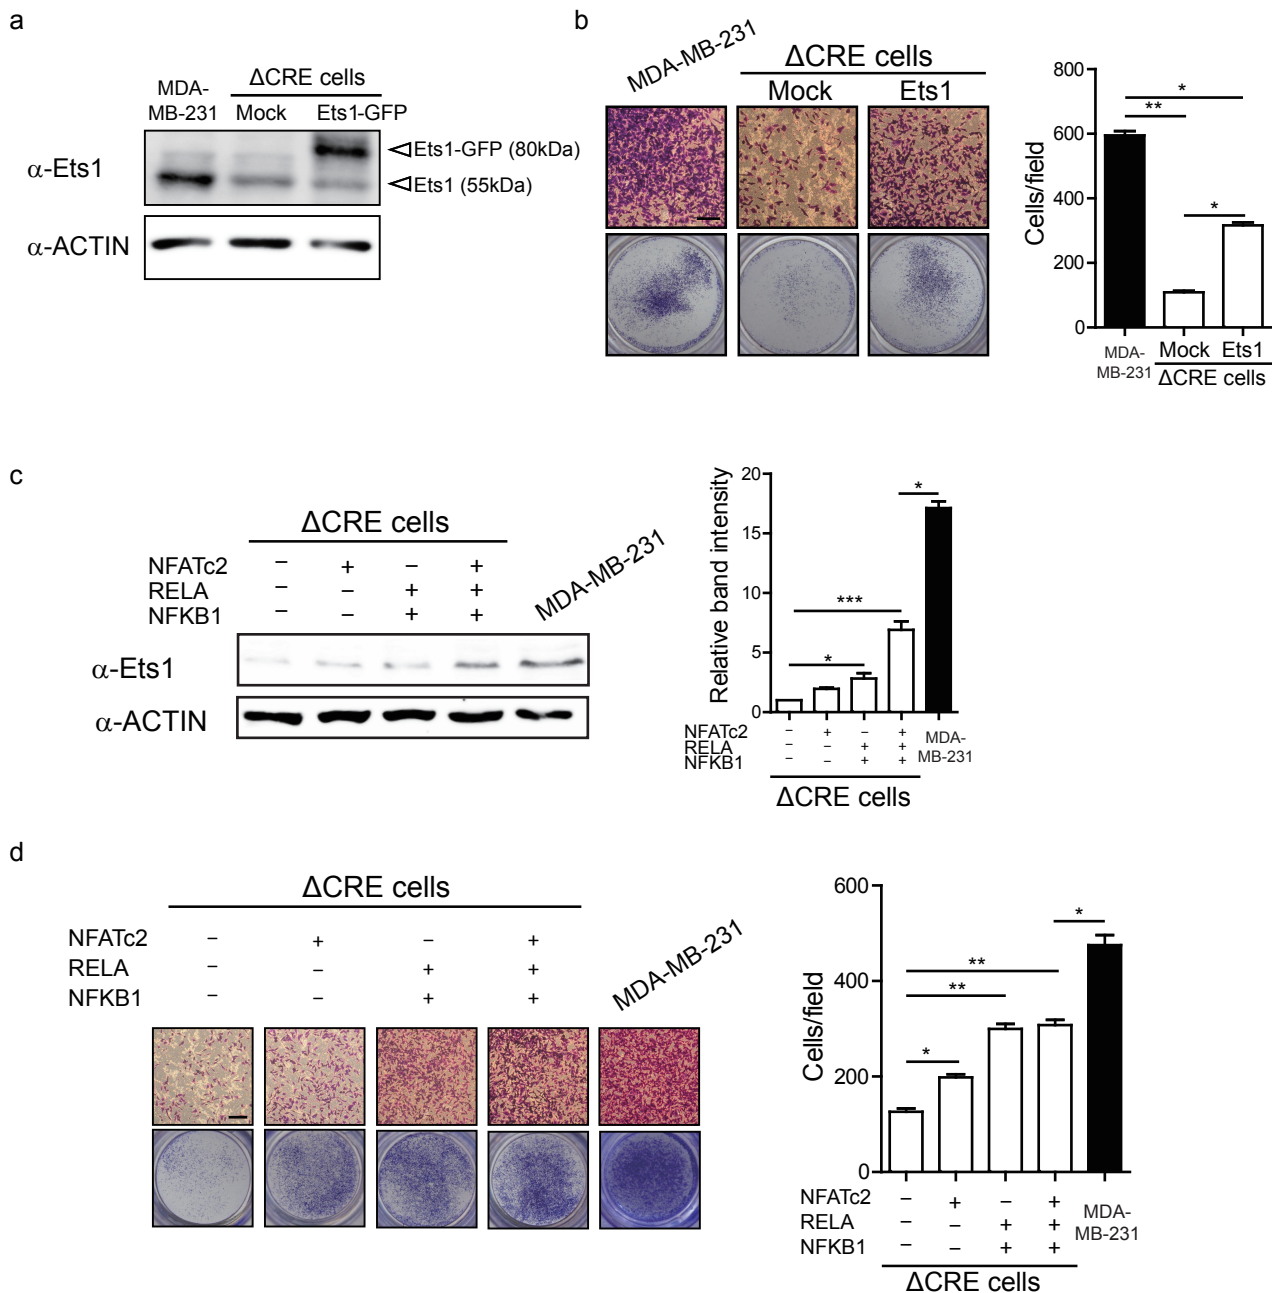 a
MDA-
MB-231
ΔCRE cells
Mock
Ets1-GFP
α-Ets1
Ets1-GFP (80kDa)
Ets1 (55kDa)
α-ACTIN
b
MDA-MB-231
ΔCRE cells
Mock
Ets1
Cells/field
800
600
400
200
0
*
**
*
MDA-
MB-231
Mock
Ets1
ΔCRE cells
c
ΔCRE cells
NFATc2 – + – +
RELA – – + +
NFKB1 – – + +
MDA-MB-231
α-Ets1
α-ACTIN
Relative band intensity
20
15
10
5
0
*
***
*
NFATc2 – + – +
RELA – – + +
NFKB1 – – + +
MDA-
MB-231
ΔCRE cells
d
ΔCRE cells
NFATc2 – + – +
RELA – – + +
NFKB1 – – + +
MDA-MB-231
Cells/field
600
400
200
0
*
**
**
*
NFATc2 – + – +
RELA – – + +
NFKB1 – – + +
MDA-
MB-231
ΔCRE cells